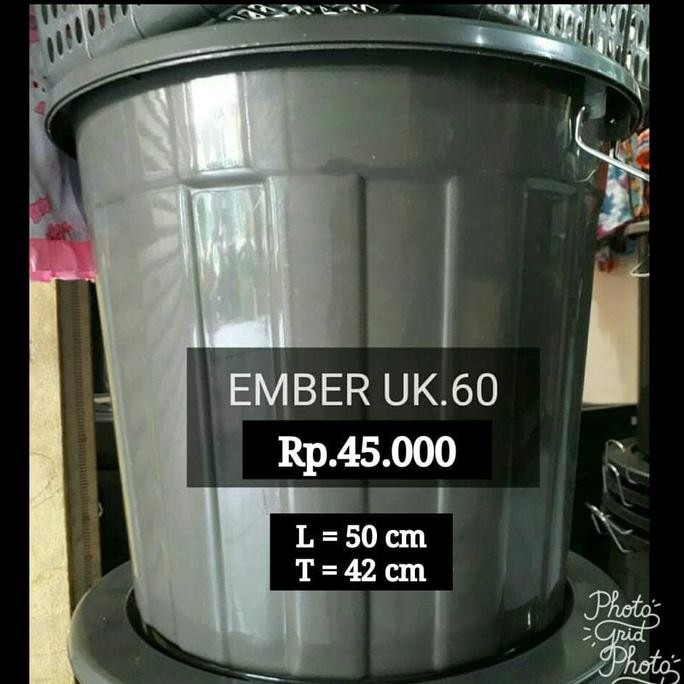 EMBER UK.60
Rp.45.000
L = 50 cm
T = 42 cm
Photo
Grid
Photo